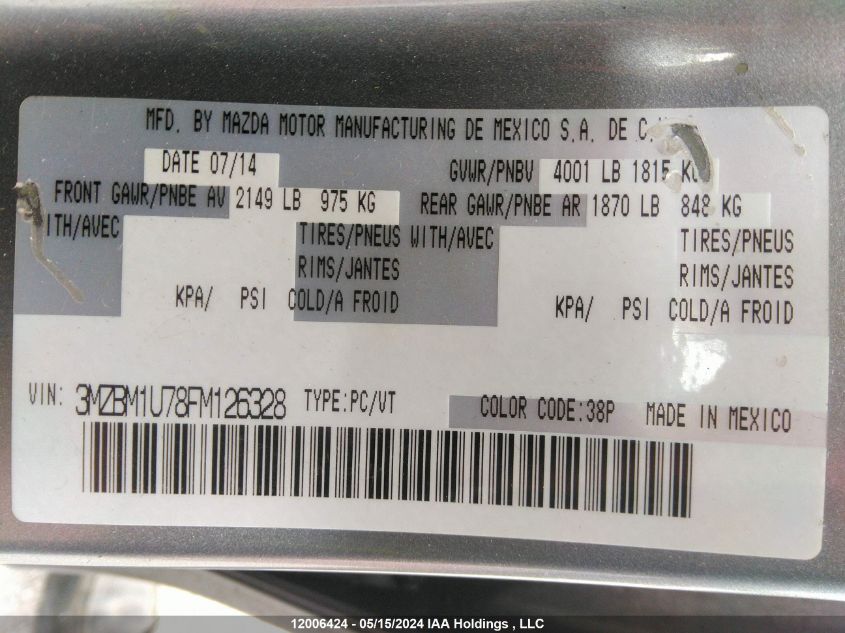 MFD. BY MAZDA MOTOR MANUFACTURING DE MEXICO S.A. DE
DATE 07/14 GVWR/PNBV 4001 LB 1815 KG
FRONT GAWR/PNBE AV 2149 LB 975 KG REAR GAWR/PNBE AR 1870 LB 848 KG
WITH/AVEC TIRES/PNEUS WITH/AVEC TIRES/PNEUS
RIMS/JANTES RIMS/JANTES
KPA/ PSI COLD/A FROID KPA/ PSI COLD/A FROID
VIN: 3MZBM1U78FM126328 TYPE:PC/VT COLOR CODE:38P MADE IN MEXICO
12006424 - 05/15/2024 IAA Holdings , LLC